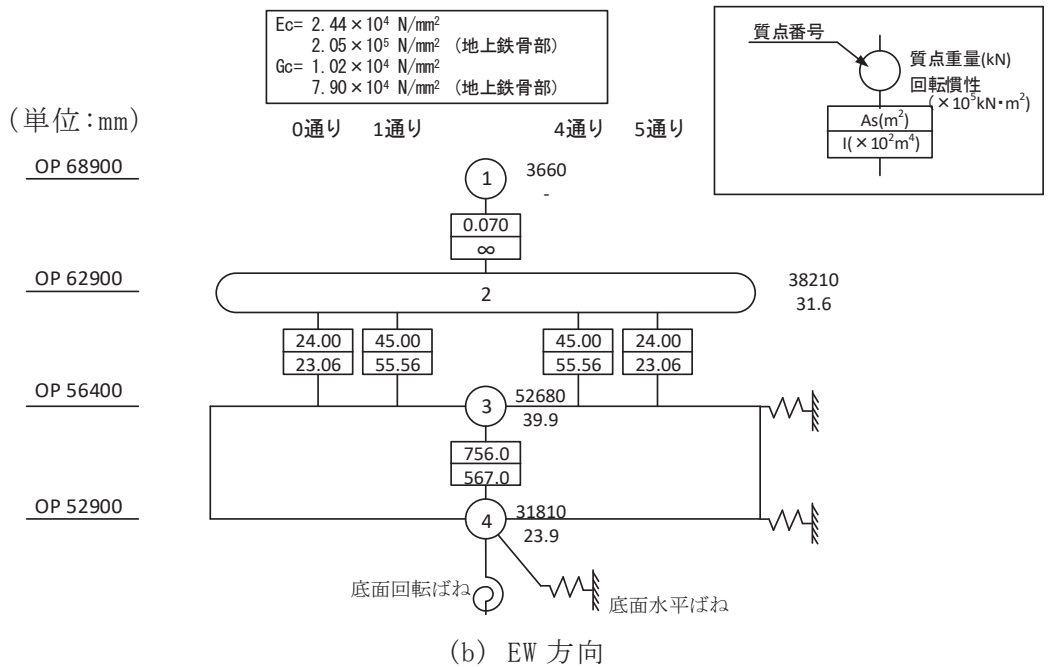 Ec= 2.44×10⁴ N/mm²
2.05×10⁵ N/mm² (地上鉄骨部)
Gc= 1.02×10⁴ N/mm²
7.90×10⁴ N/mm² (地上鉄骨部)
質点番号
質点重量(kN)
回転慣性
(×10⁵kN・m²)
As(m²)
I(×10²m⁴)
(単位:mm)
0通り 1通り 4通り 5通り
OP 68900
1
3660
-
0.070
∞
OP 62900
2
38210
31.6
24.00 45.00 45.00 24.00
23.06 55.56 55.56 23.06
OP 56400
3
52680
39.9
756.0
567.0
OP 52900
4
31810
23.9
底面回転ばね
底面水平ばね
(b) EW 方向